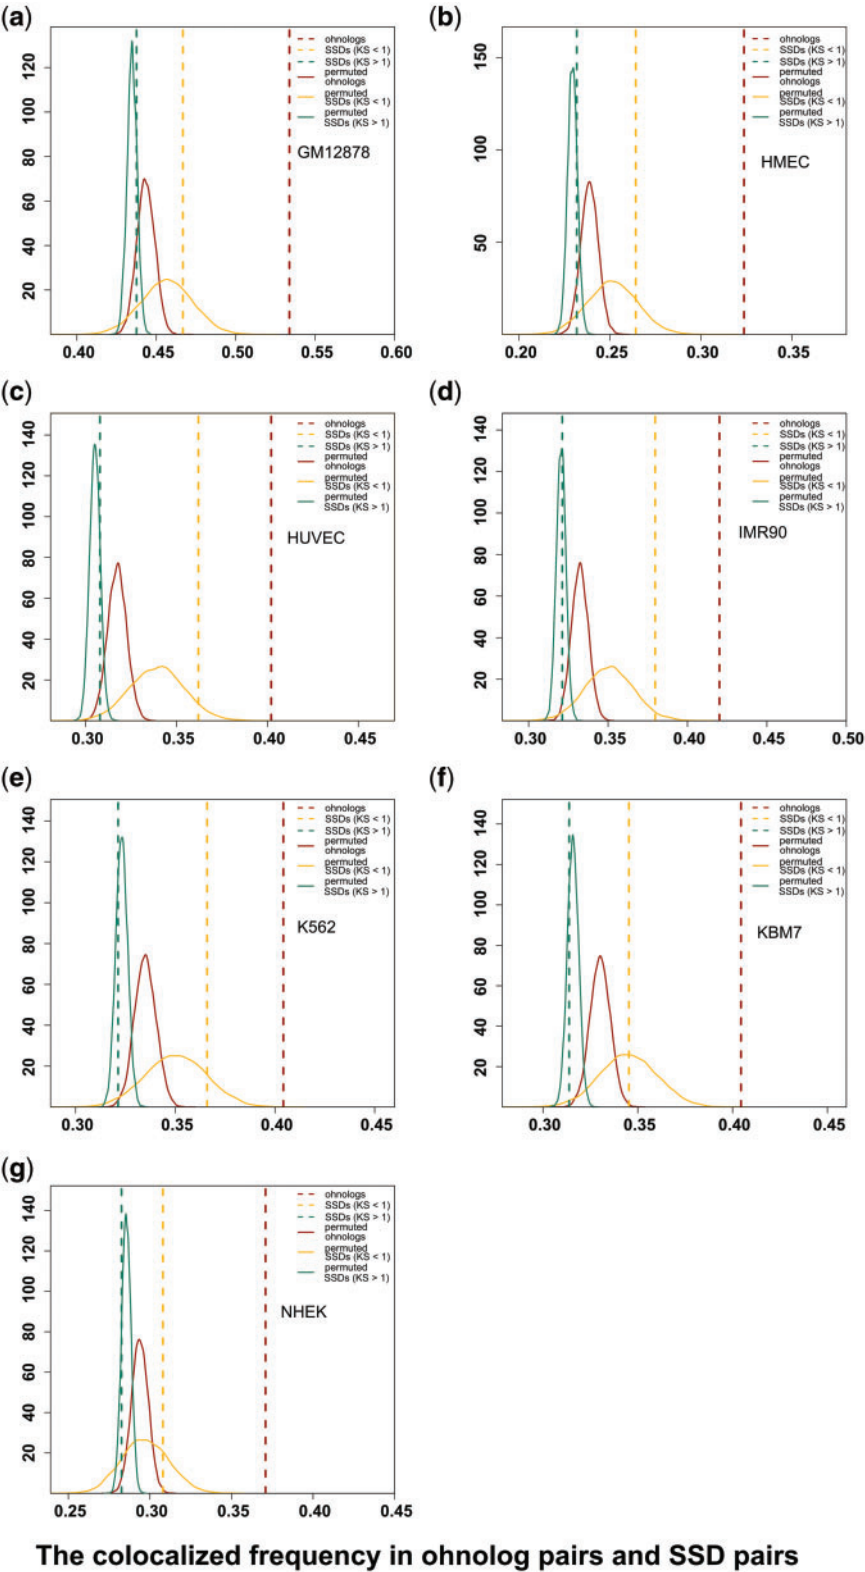 (a)
ohnologs
SSDs (KS < 1)
SSDs (KS > 1)
permuted
ohnologs
permuted
SSDs (KS < 1)
permuted
SSDs (KS > 1)
GM12878
120
100
80
60
40
20
0.40 0.45 0.50 0.55 0.60
(b)
ohnologs
SSDs (KS < 1)
SSDs (KS > 1)
permuted
ohnologs
permuted
SSDs (KS < 1)
permuted
SSDs (KS > 1)
HMEC
150
100
50
0.20 0.25 0.30 0.35
(c)
ohnologs
SSDs (KS < 1)
SSDs (KS > 1)
permuted
ohnologs
permuted
SSDs (KS < 1)
permuted
SSDs (KS > 1)
HUVEC
140
120
100
80
60
40
20
0.30 0.35 0.40 0.45
(d)
ohnologs
SSDs (KS < 1)
SSDs (KS > 1)
permuted
ohnologs
permuted
SSDs (KS < 1)
permuted
SSDs (KS > 1)
IMR90
140
120
100
80
60
40
20
0.30 0.35 0.40 0.45 0.50
(e)
ohnologs
SSDs (KS < 1)
SSDs (KS > 1)
permuted
ohnologs
permuted
SSDs (KS < 1)
permuted
SSDs (KS > 1)
K562
140
120
100
80
60
40
20
0.30 0.35 0.40 0.45
(f)
ohnologs
SSDs (KS < 1)
SSDs (KS > 1)
permuted
ohnologs
permuted
SSDs (KS < 1)
permuted
SSDs (KS > 1)
KBM7
140
120
100
80
60
40
20
0.30 0.35 0.40 0.45
(g)
ohnologs
SSDs (KS < 1)
SSDs (KS > 1)
permuted
ohnologs
permuted
SSDs (KS < 1)
permuted
SSDs (KS > 1)
NHEK
140
120
100
80
60
40
20
0.25 0.30 0.35 0.40 0.45
The colocalized frequency in ohnolog pairs and SSD pairs